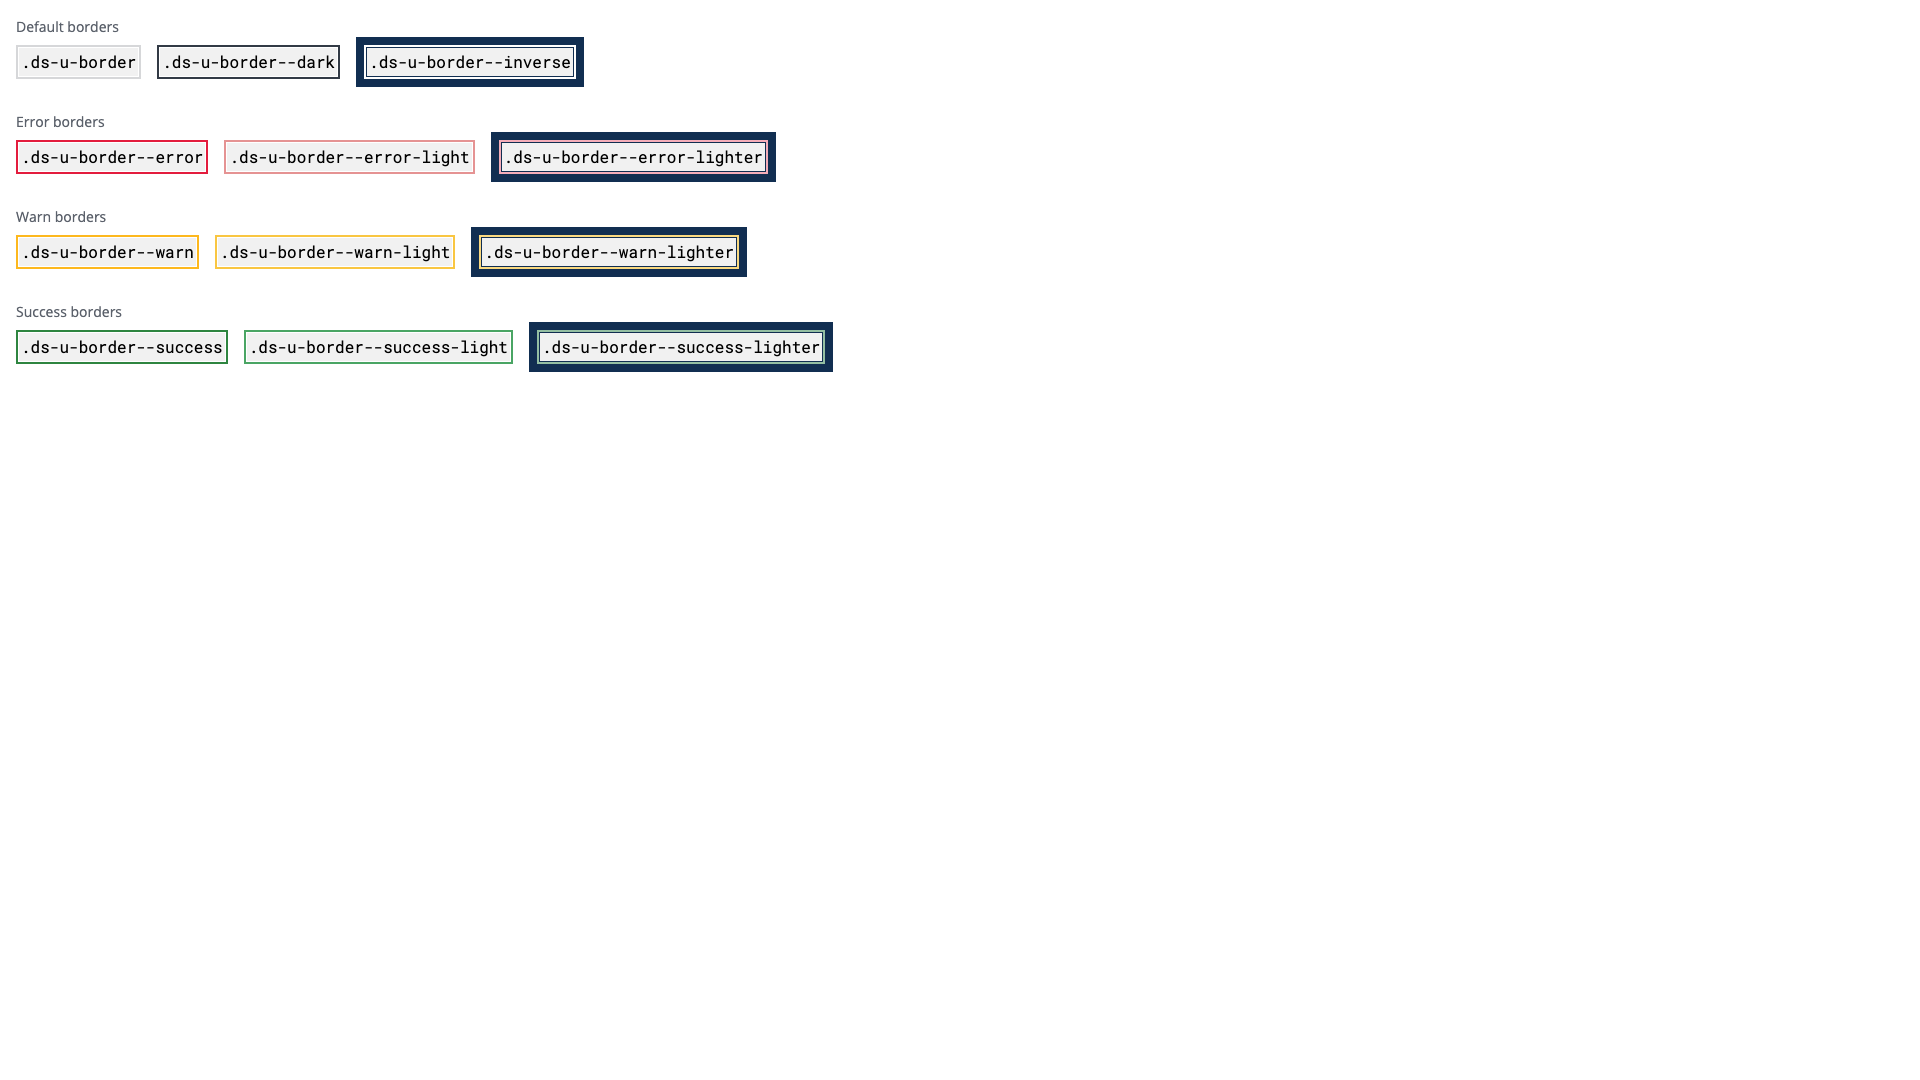 Default borders
.ds-u-border .ds-u-border--dark .ds-u-border--inverse
Error borders
.ds-u-border--error .ds-u-border--error-light .ds-u-border--error-lighter
Warn borders
.ds-u-border--warn .ds-u-border--warn-light .ds-u-border--warn-lighter
Success borders
.ds-u-border--success .ds-u-border--success-light .ds-u-border--success-lighter